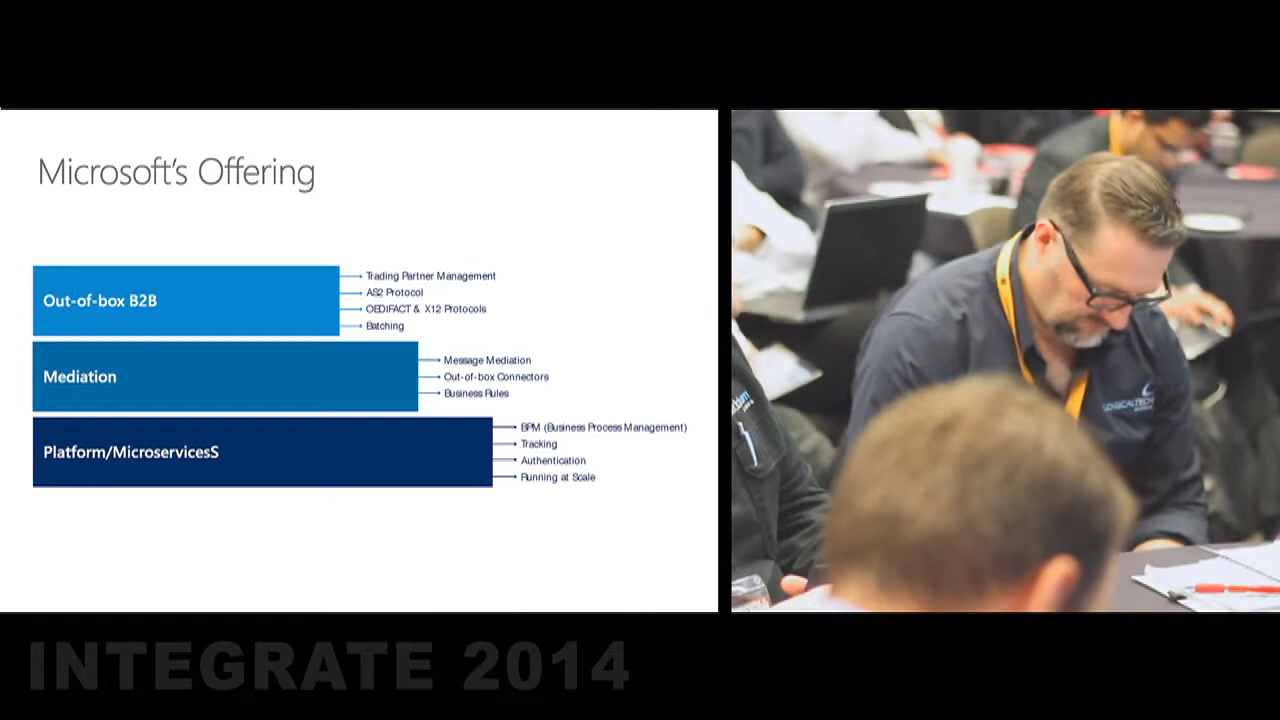 Microsoft's Offering
Out-of-box B2B
Trading Partner Management
AS2 Protocol
OEDIFACT & X12 Protocols
Batching
Mediation
Message Mediation
Out-of-box Connectors
Business Rules
Platform/MicroservicesS
BPM (Business Process Management)
Tracking
Authentication
Running at Scale
LOGICALTECH
INTEGRATE 2014